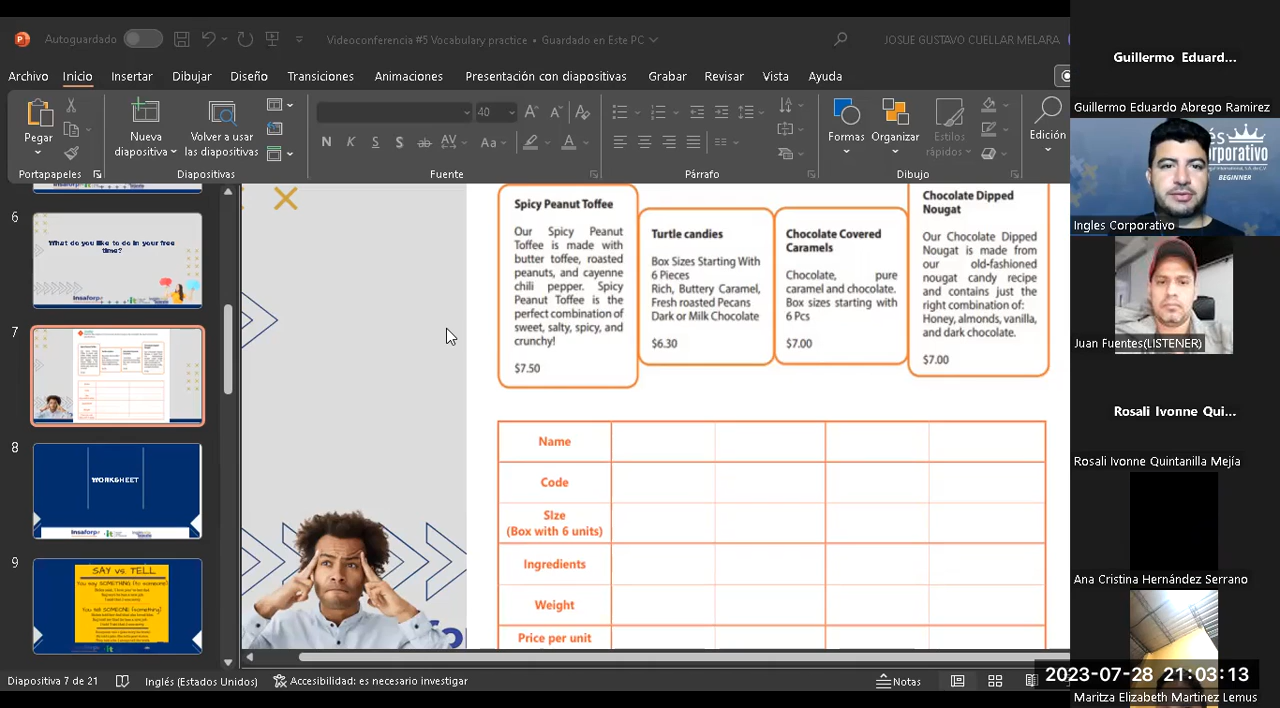 Autoguardado
Videoconferencia #5 Vocabulary practice • Guardado en Este PC
JOSUE GUSTAVO CUELLAR MELARA
Archivo Inicio Insertar Dibujar Diseño Transiciones Animaciones Presentación con diapositivas Grabar Revisar Vista Ayuda
Pegar
Nueva
diapositiva
Volver a usar
las diapositivas
40
N K S S ab AV Aa A
Formas
Organizar
Estilos
rápidos
Edición
Portapapeles
Diapositivas
Fuente
Párrafo
Dibujo
6
What do you like to do in your free
time?
7
8
WORKSHEET
Insaforp
9
SAY vs. TELL
Spicy Peanut Toffee
Our Spicy Peanut
Toffee is made with
butter toffee, roasted
peanuts, and cayenne
chili pepper. Spicy
Peanut Toffee is the
perfect combination of
sweet, salty, spicy, and
crunchy!
$7.50
Turtle candies
Box Sizes Starting With
6 Pieces
Rich, Buttery Caramel,
Fresh roasted Pecans
Dark or Milk Chocolate
$6.30
Chocolate Covered
Caramels
Chocolate, pure
caramel and chocolate.
Box sizes starting with
6 Pcs
$7.00
Chocolate Dipped
Nougat
Our Chocolate Dipped
Nougat is made from
our old-fashioned
nougat candy recipe
and contains just the
right combination of:
Honey, almonds, vanilla,
and dark chocolate.
$7.00
Name
Code
SIze
(Box with 6 units)
Ingredients
Weight
Price per unit
Diapositiva 7 de 21
Inglés (Estados Unidos)
Accesibilidad: es necesario investigar
Notas
Guillermo Eduard...
Guillermo Eduardo Abrego Ramirez
BEGINNER
Ingles Corporativo
Juan Fuentes(LISTENER)
Rosali Ivonne Qui...
Rosali Ivonne Quintanilla Mejía
Ana Cristina Hernández Serrano
2023-07-28 21:03:13
Maritza Elizabeth Martinez Lemus